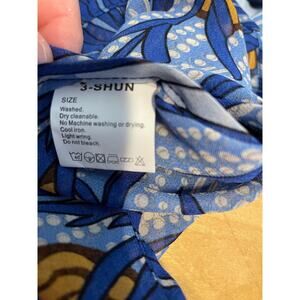 3-SHUN
SIZE
Washed.
Dry cleanable.
No Machine washing or drying.
Cool iron.
Light wring.
Do not bleach.